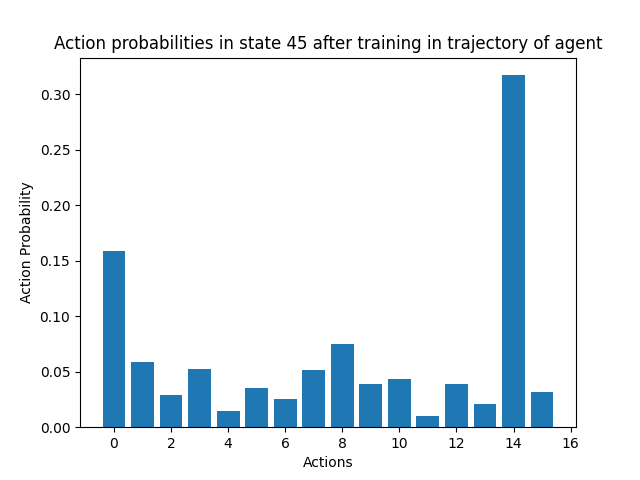 Action probabilities in state 45 after training in trajectory of agent
0.30
0.25
0.20
0.15
0.10
0.05
0.00
Action Probability
0 2 4 6 8 10 12 14 16
Actions